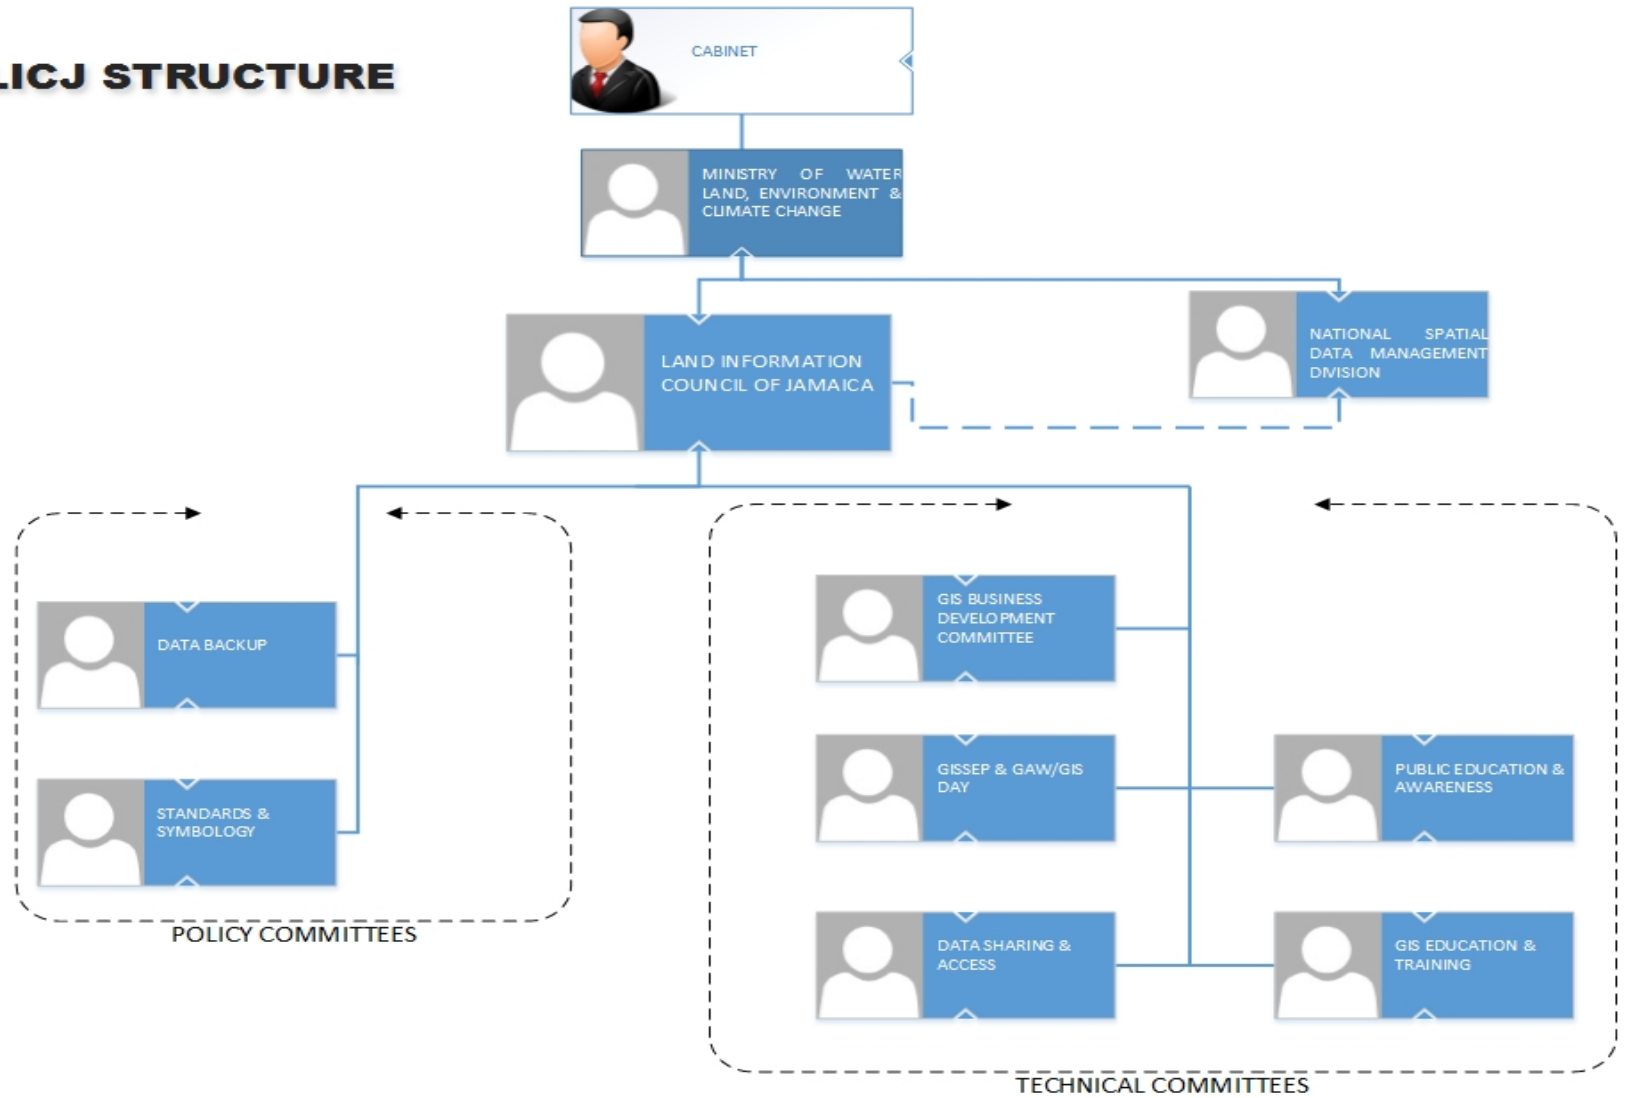 LICJ STRUCTURE
CABINET
MINISTRY OF WATER
LAND, ENVIRONMENT &
CLIMATE CHANGE
LAND INFORMATION
COUNCIL OF JAMAICA
NATIONAL SPATIAL
DATA MANAGEMENT
DIVISION
DATA BACKUP
STANDARDS &
SYMBOLOGY
POLICY COMMITTEES
GIS BUSINESS
DEVELOPMENT
COMMITTEE
GISSEP & GAW/GIS
DAY
PUBLIC EDUCATION &
AWARENESS
DATA SHARING &
ACCESS
GIS EDUCATION &
TRAINING
TECHNICAL COMMITTEES